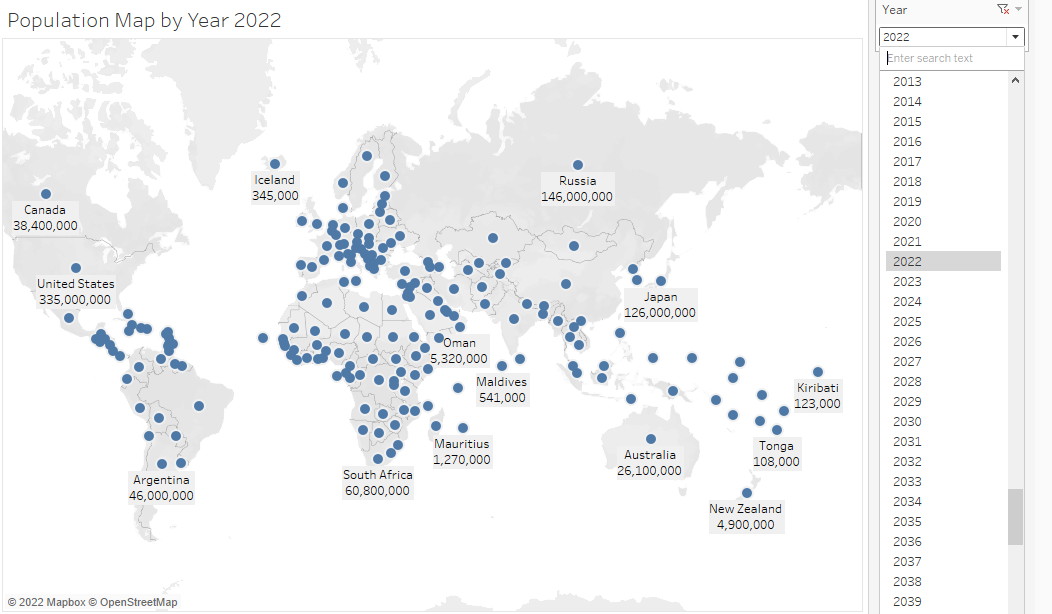 Population Map by Year 2022
Year
2022
Enter search text
2013
2014
2015
2016
2017
2018
2019
2020
2021
2022
2023
2024
2025
2026
2027
2028
2029
2030
2031
2032
2033
2034
2035
2036
2037
2038
2039
Iceland
345,000
Russia
146,000,000
Canada
38,400,000
United States
335,000,000
Japan
126,000,000
Oman
5,320,000
Maldives
541,000
Kiribati
123,000
Mauritius
1,270,000
Tonga
108,000
Australia
26,100,000
South Africa
60,800,000
Argentina
46,000,000
New Zealand
4,900,000
© 2022 Mapbox © OpenStreetMap